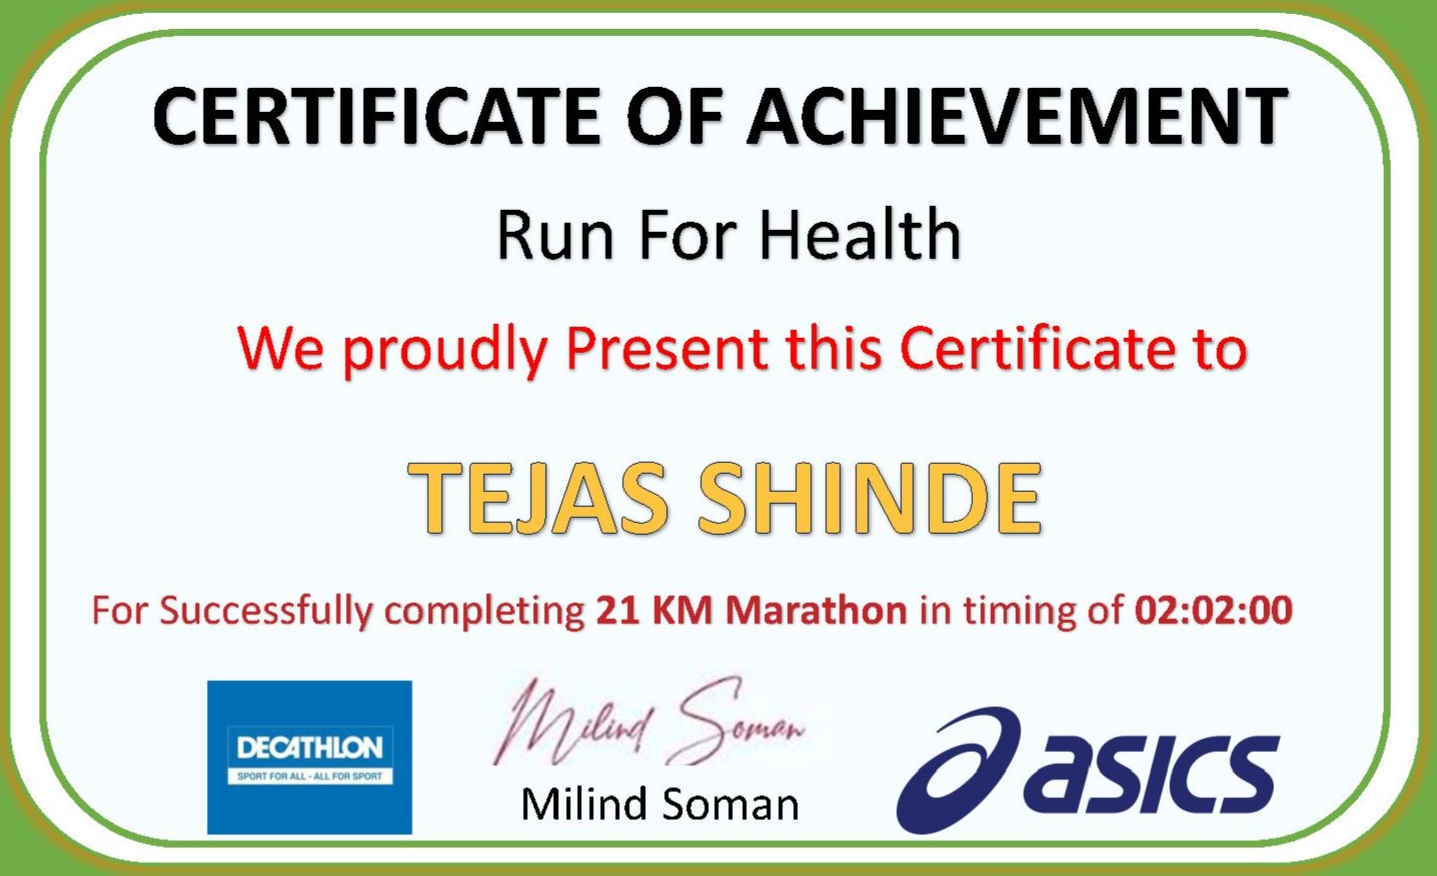 CERTIFICATE OF ACHIEVEMENT
Run For Health
We proudly Present this Certificate to
TEJAS SHINDE
For Successfully completing 21 KM Marathon in timing of 02:02:00
DECATHLON
SPORT FOR ALL - ALL FOR SPORT
Milind Soman
Milind Soman
asics